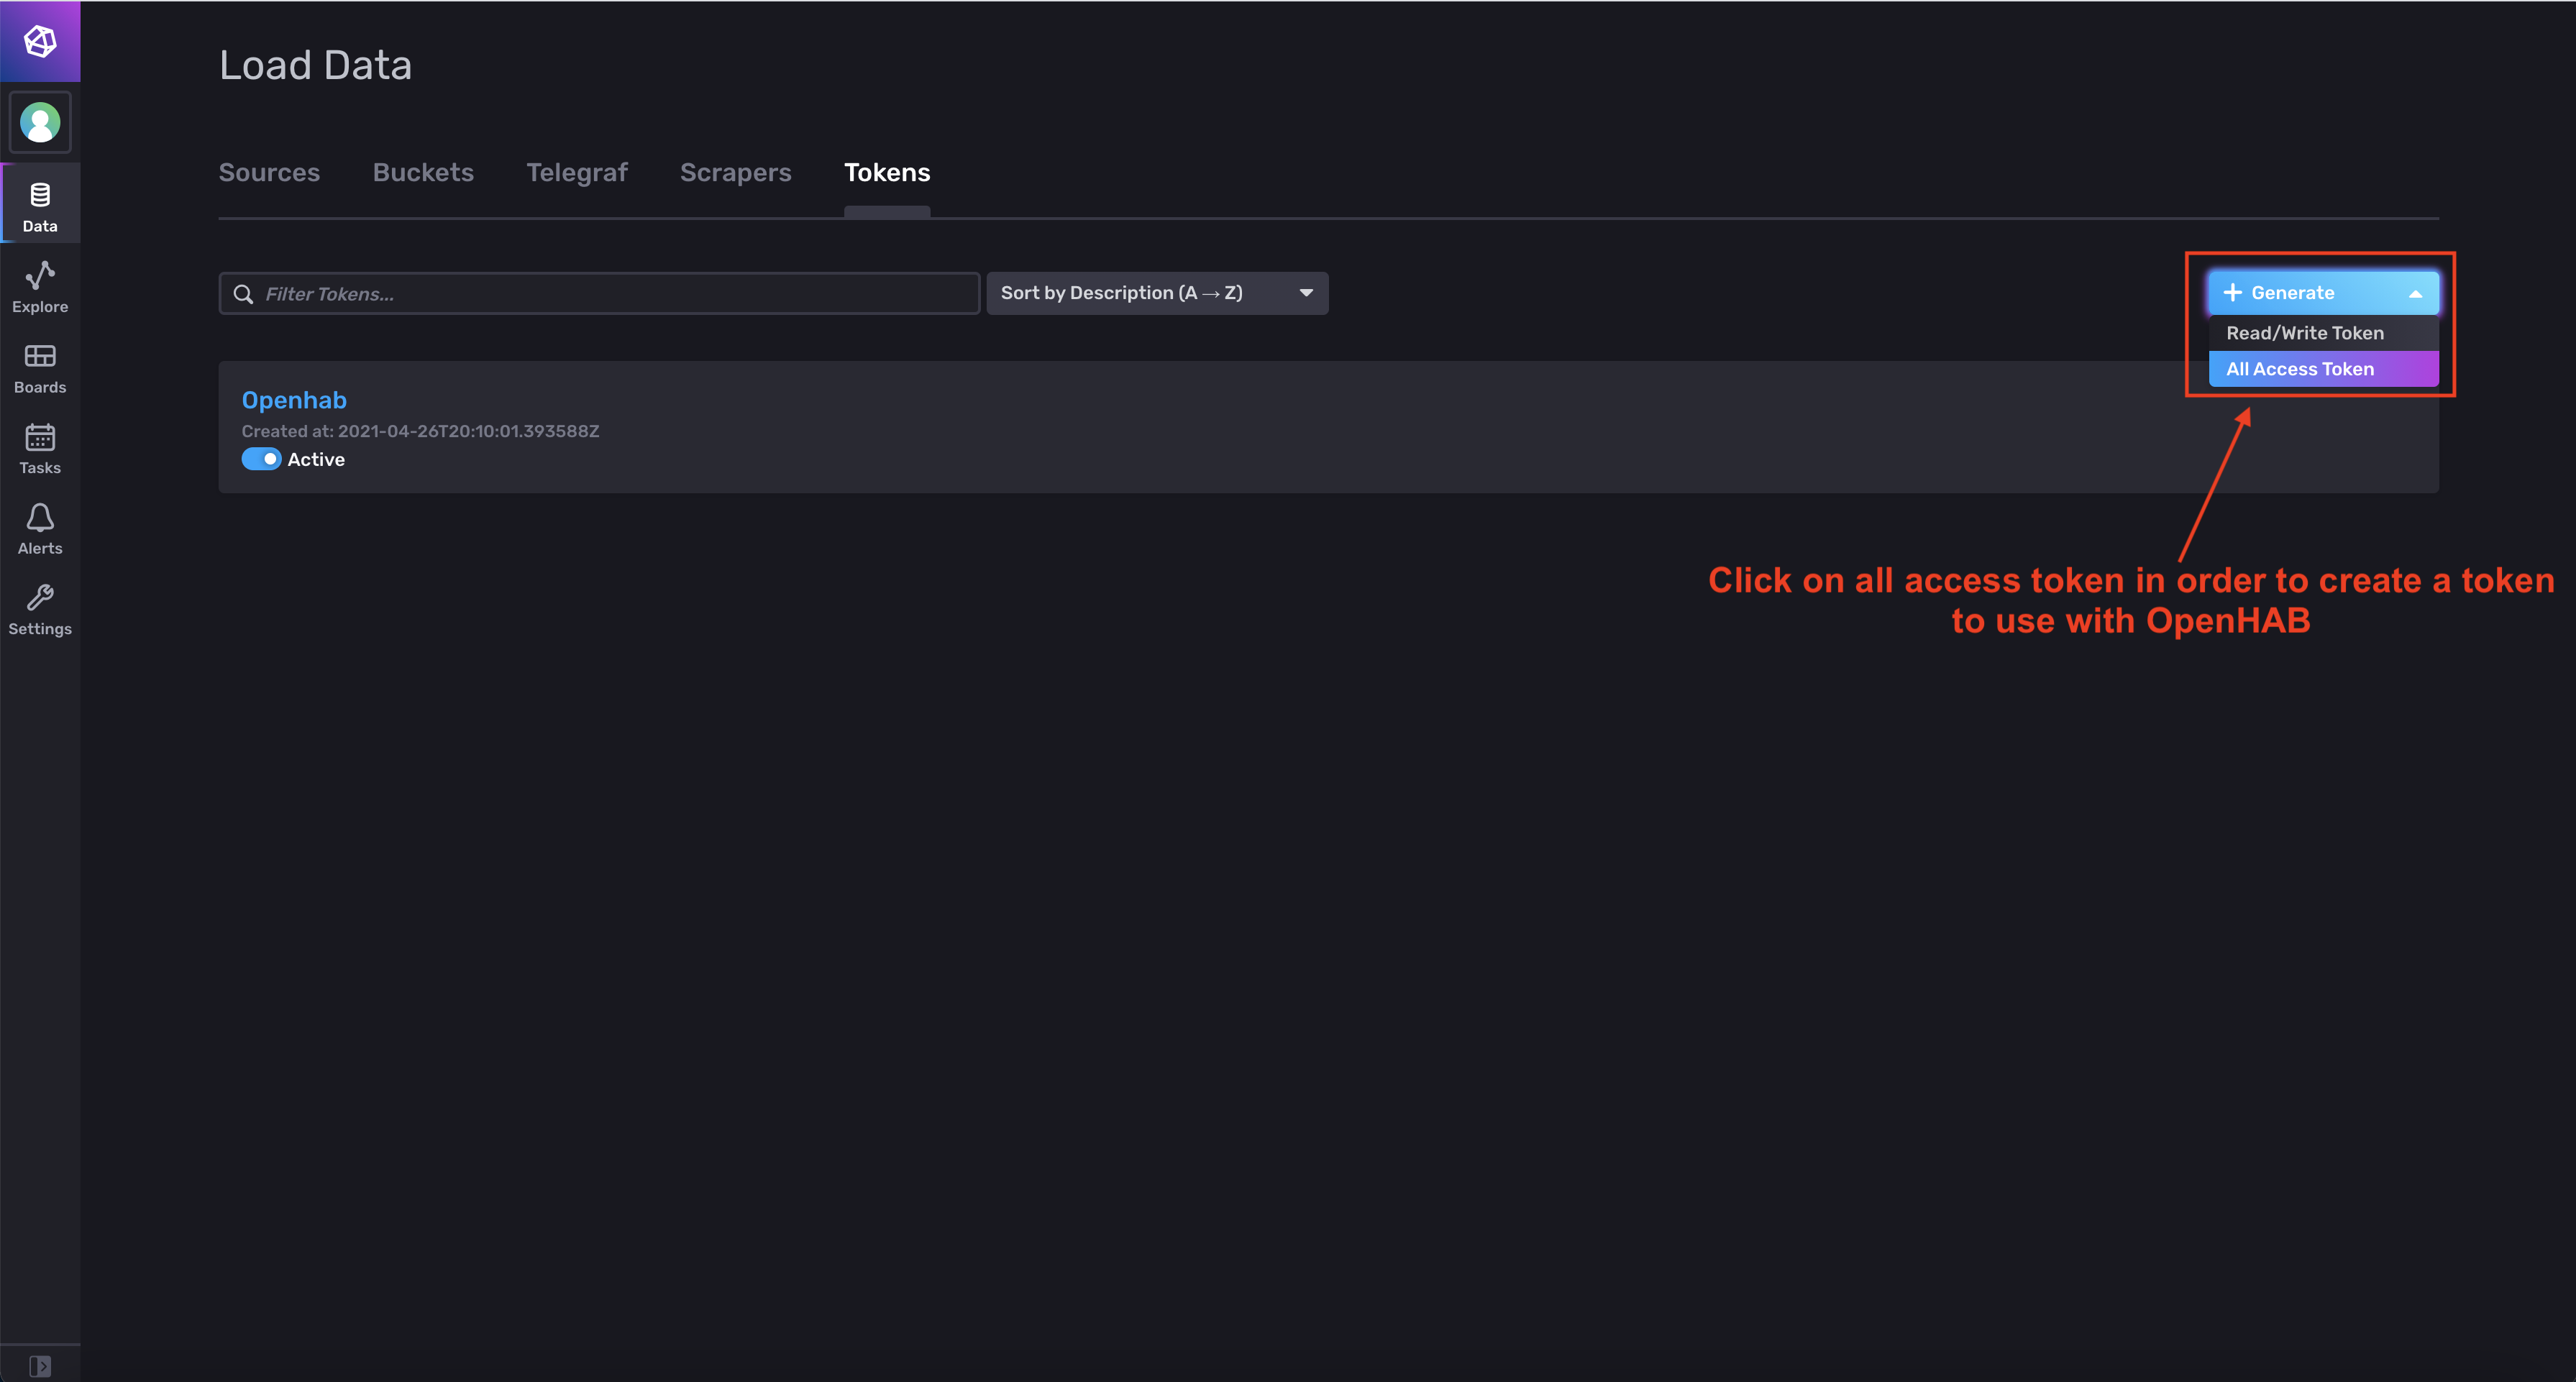 Load Data
Data
Explore
Boards
Tasks
Alerts
Settings
Sources Buckets Telegraf Scrapers Tokens
Filter Tokens...
Sort by Description (A → Z)
Generate
Read/Write Token
All Access Token
Openhab
Created at: 2021-04-26T20:10:01.393588Z
Active
Click on all access token in order to create a token
to use with OpenHAB